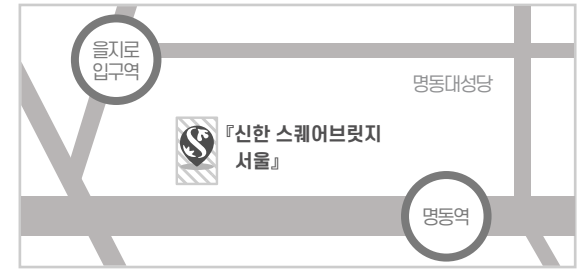 을지로
입구역
명동대성당
『신한 스퀘어브릿지
서울』
명동역